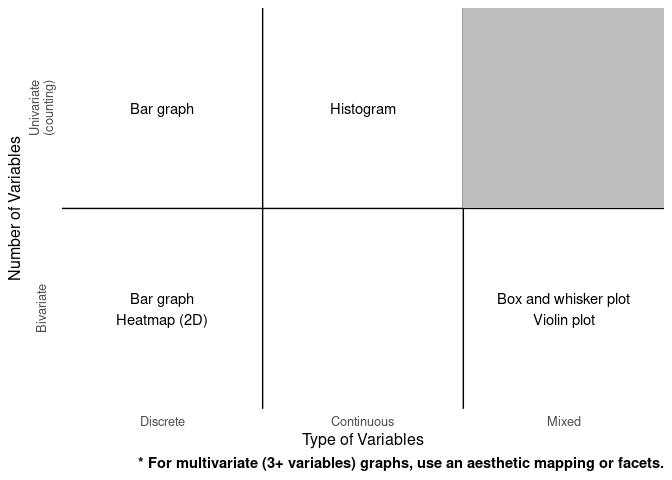 Number of Variables
Univariate
(counting)
Bivariate
Bar graph
Histogram
Bar graph
Heatmap (2D)
Box and whisker plot
Violin plot
Discrete
Continuous
Mixed
Type of Variables
* For multivariate (3+ variables) graphs, use an aesthetic mapping or facets.